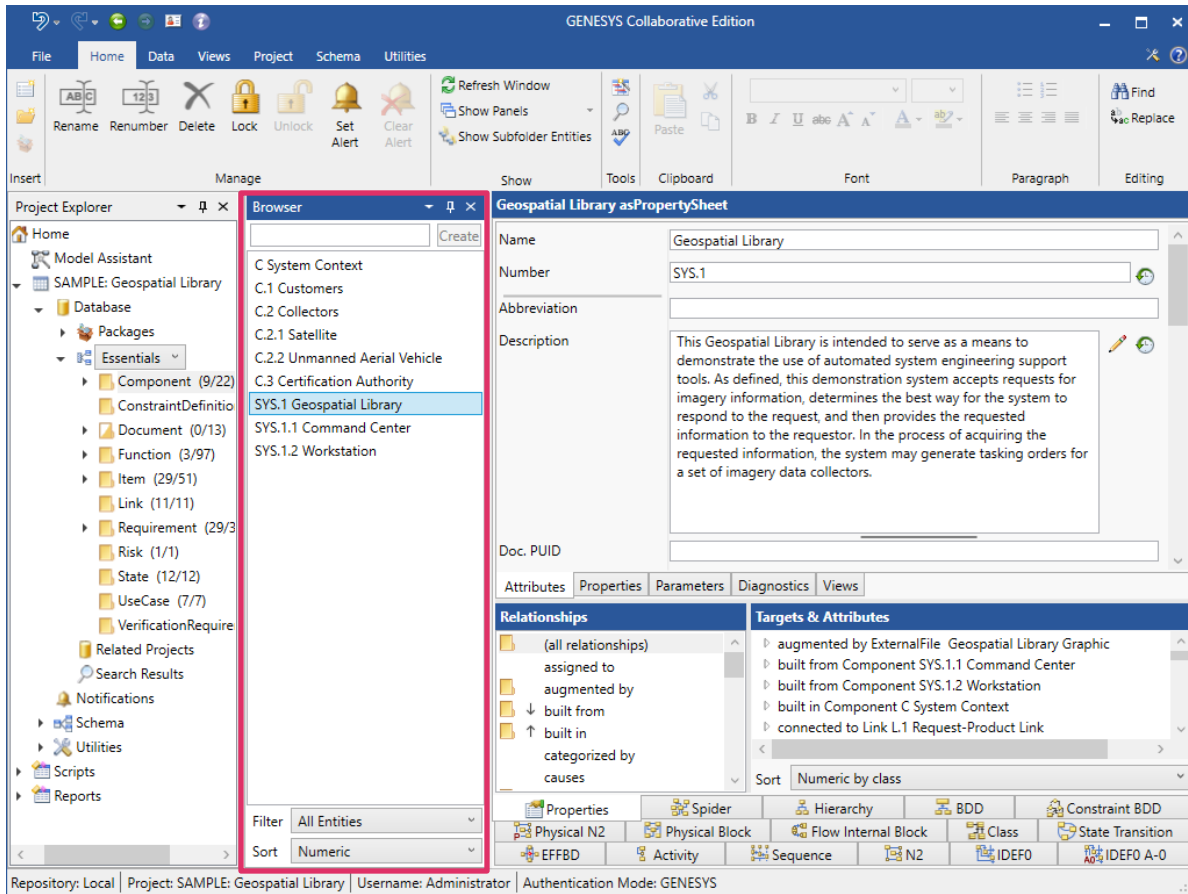 GENESYS Collaborative Edition
File Home Data Views Project Schema Utilities
Rename Renumber Delete Lock Unlock Set Alert Clear Alert
Refresh Window
Show Panels
Show Subfolder Entities
Paste
B I U abc A A A ab
Find
Replace
Insert Manage Show Tools Clipboard Font Paragraph Editing
Project Explorer
Home
Model Assistant
SAMPLE: Geospatial Library
Database
Packages
Essentials
Component (9/22)
ConstraintDefinitio
Document (0/13)
Function (3/97)
Item (29/51)
Link (11/11)
Requirement (29/3
Risk (1/1)
State (12/12)
UseCase (7/7)
VerificationRequire
Related Projects
Search Results
Notifications
Schema
Utilities
Scripts
Reports
Browser
Create
C System Context
C.1 Customers
C.2 Collectors
C.2.1 Satellite
C.2.2 Unmanned Aerial Vehicle
C.3 Certification Authority
SYS.1 Geospatial Library
SYS.1.1 Command Center
SYS.1.2 Workstation
Filter All Entities
Sort Numeric
Geospatial Library asPropertySheet
Name Geospatial Library
Number SYS.1
Abbreviation
Description
This Geospatial Library is intended to serve as a means to
demonstrate the use of automated system engineering support
tools. As defined, this demonstration system accepts requests for
imagery information, determines the best way for the system to
respond to the request, and then provides the requested
information to the requestor. In the process of acquiring the
requested information, the system may generate tasking orders for
a set of imagery data collectors.
Doc. PUID
Attributes Properties Parameters Diagnostics Views
Relationships
(all relationships)
assigned to
augmented by
built from
built in
categorized by
causes
Targets & Attributes
augmented by ExternalFile Geospatial Library Graphic
built from Component SYS.1.1 Command Center
built from Component SYS.1.2 Workstation
built in Component C System Context
connected to Link L.1 Request-Product Link
Sort Numeric by class
Properties Spider Hierarchy BDD Constraint BDD
Physical N2 Physical Block Flow Internal Block Class State Transition
EFFBD Activity Sequence N2 IDEF0 IDEF0 A-0
Repository: Local Project: SAMPLE: Geospatial Library Username: Administrator Authentication Mode: GENESYS